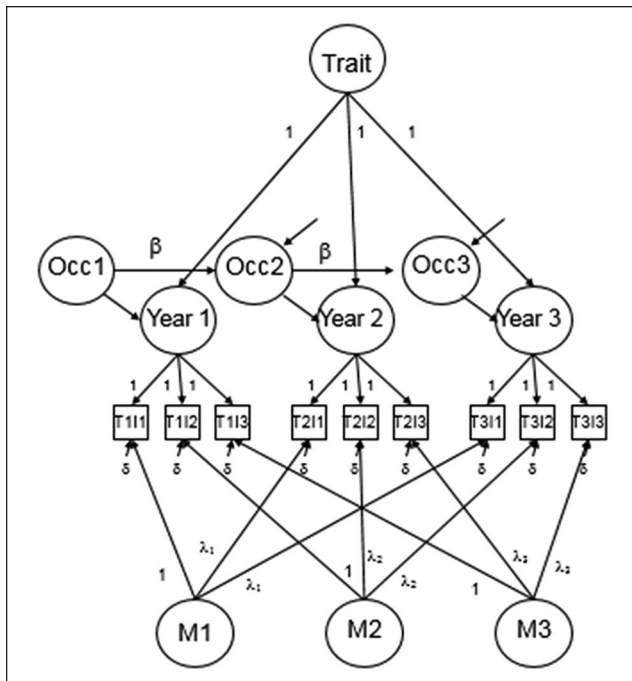 Trait
1 1 1
β β
Occ1 Occ2 Occ3
Year 1 Year 2 Year 3
1 1 1 1 1 1 1 1 1
T1I1 T1I2 T1I3 T2I1 T2I2 T2I3 T3I1 T3I2 T3I3
δ δ δ δ δ δ δ δ δ
λ₁ λ₂ λ₃
1 λ₁ 1 λ₂ 1 λ₃
M1 M2 M3